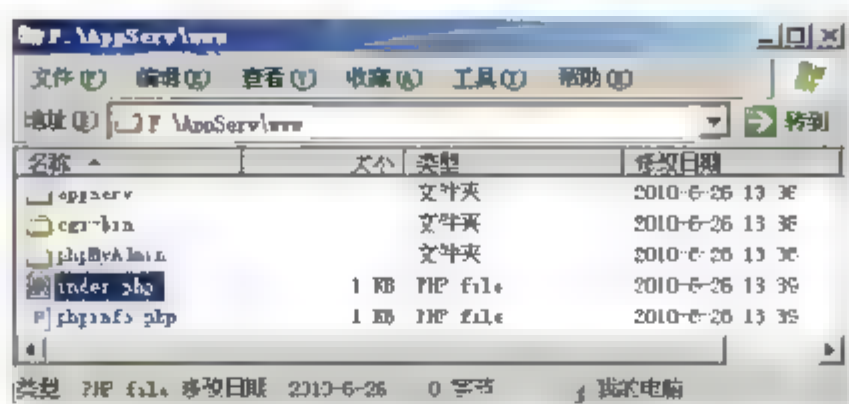 F:\AppServ\www
文件(F) 编辑(E) 查看(V) 收藏(A) 工具(T) 帮助(H)
地址(D) F:\AppServ\www 转到
名称 大小 类型 修改日期
appserv 文件夹 2010-6-26 13:38
cgi-bin 文件夹 2010-6-26 13:38
phpMyAdmin 文件夹 2010-6-26 13:38
index.php 1 KB PHP file 2010-6-26 13:39
phpinfo.php 1 KB PHP file 2010-6-26 13:39
类型: PHP file 修改日期: 2010-6-26 0 字节 我的电脑